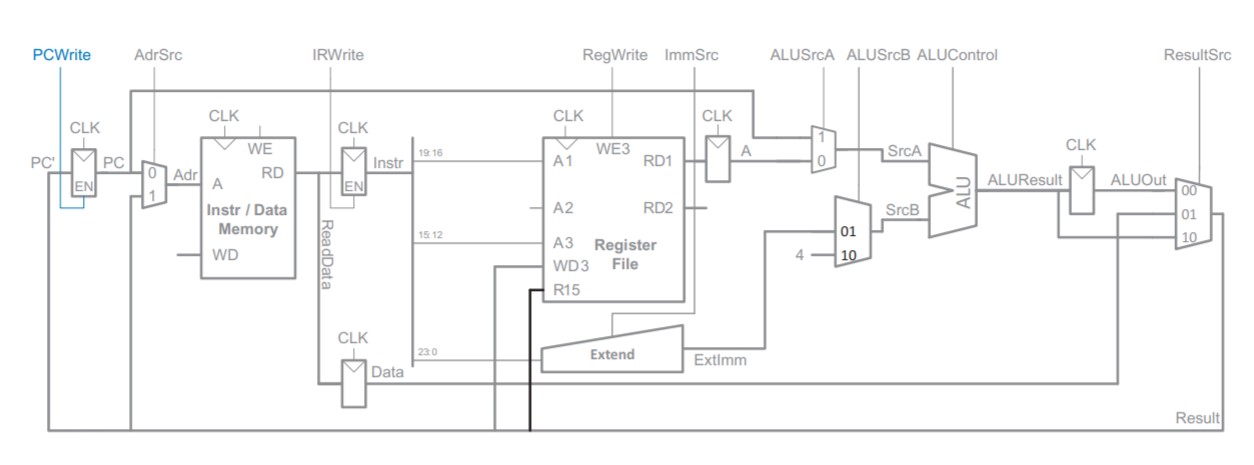 PCWrite AdrSrc IRWrite RegWrite ImmSrc ALUSrcA ALUSrcB ALUControl ResultSrc
CLK CLK CLK CLK CLK CLK
PC' PC EN
0
1
Adr
A RD WE
Instr / Data
Memory
WD
ReadData
EN
Instr
19:16
15:12
23:0
A1 WE3 RD1
A2 RD2
A3
WD3
R15
Register
File
A
1
0
SrcA
SrcB
01
4 10
ALU
ALUResult
ALUOut
00
01
10
Extend
ExtImm
CLK
Data
Result